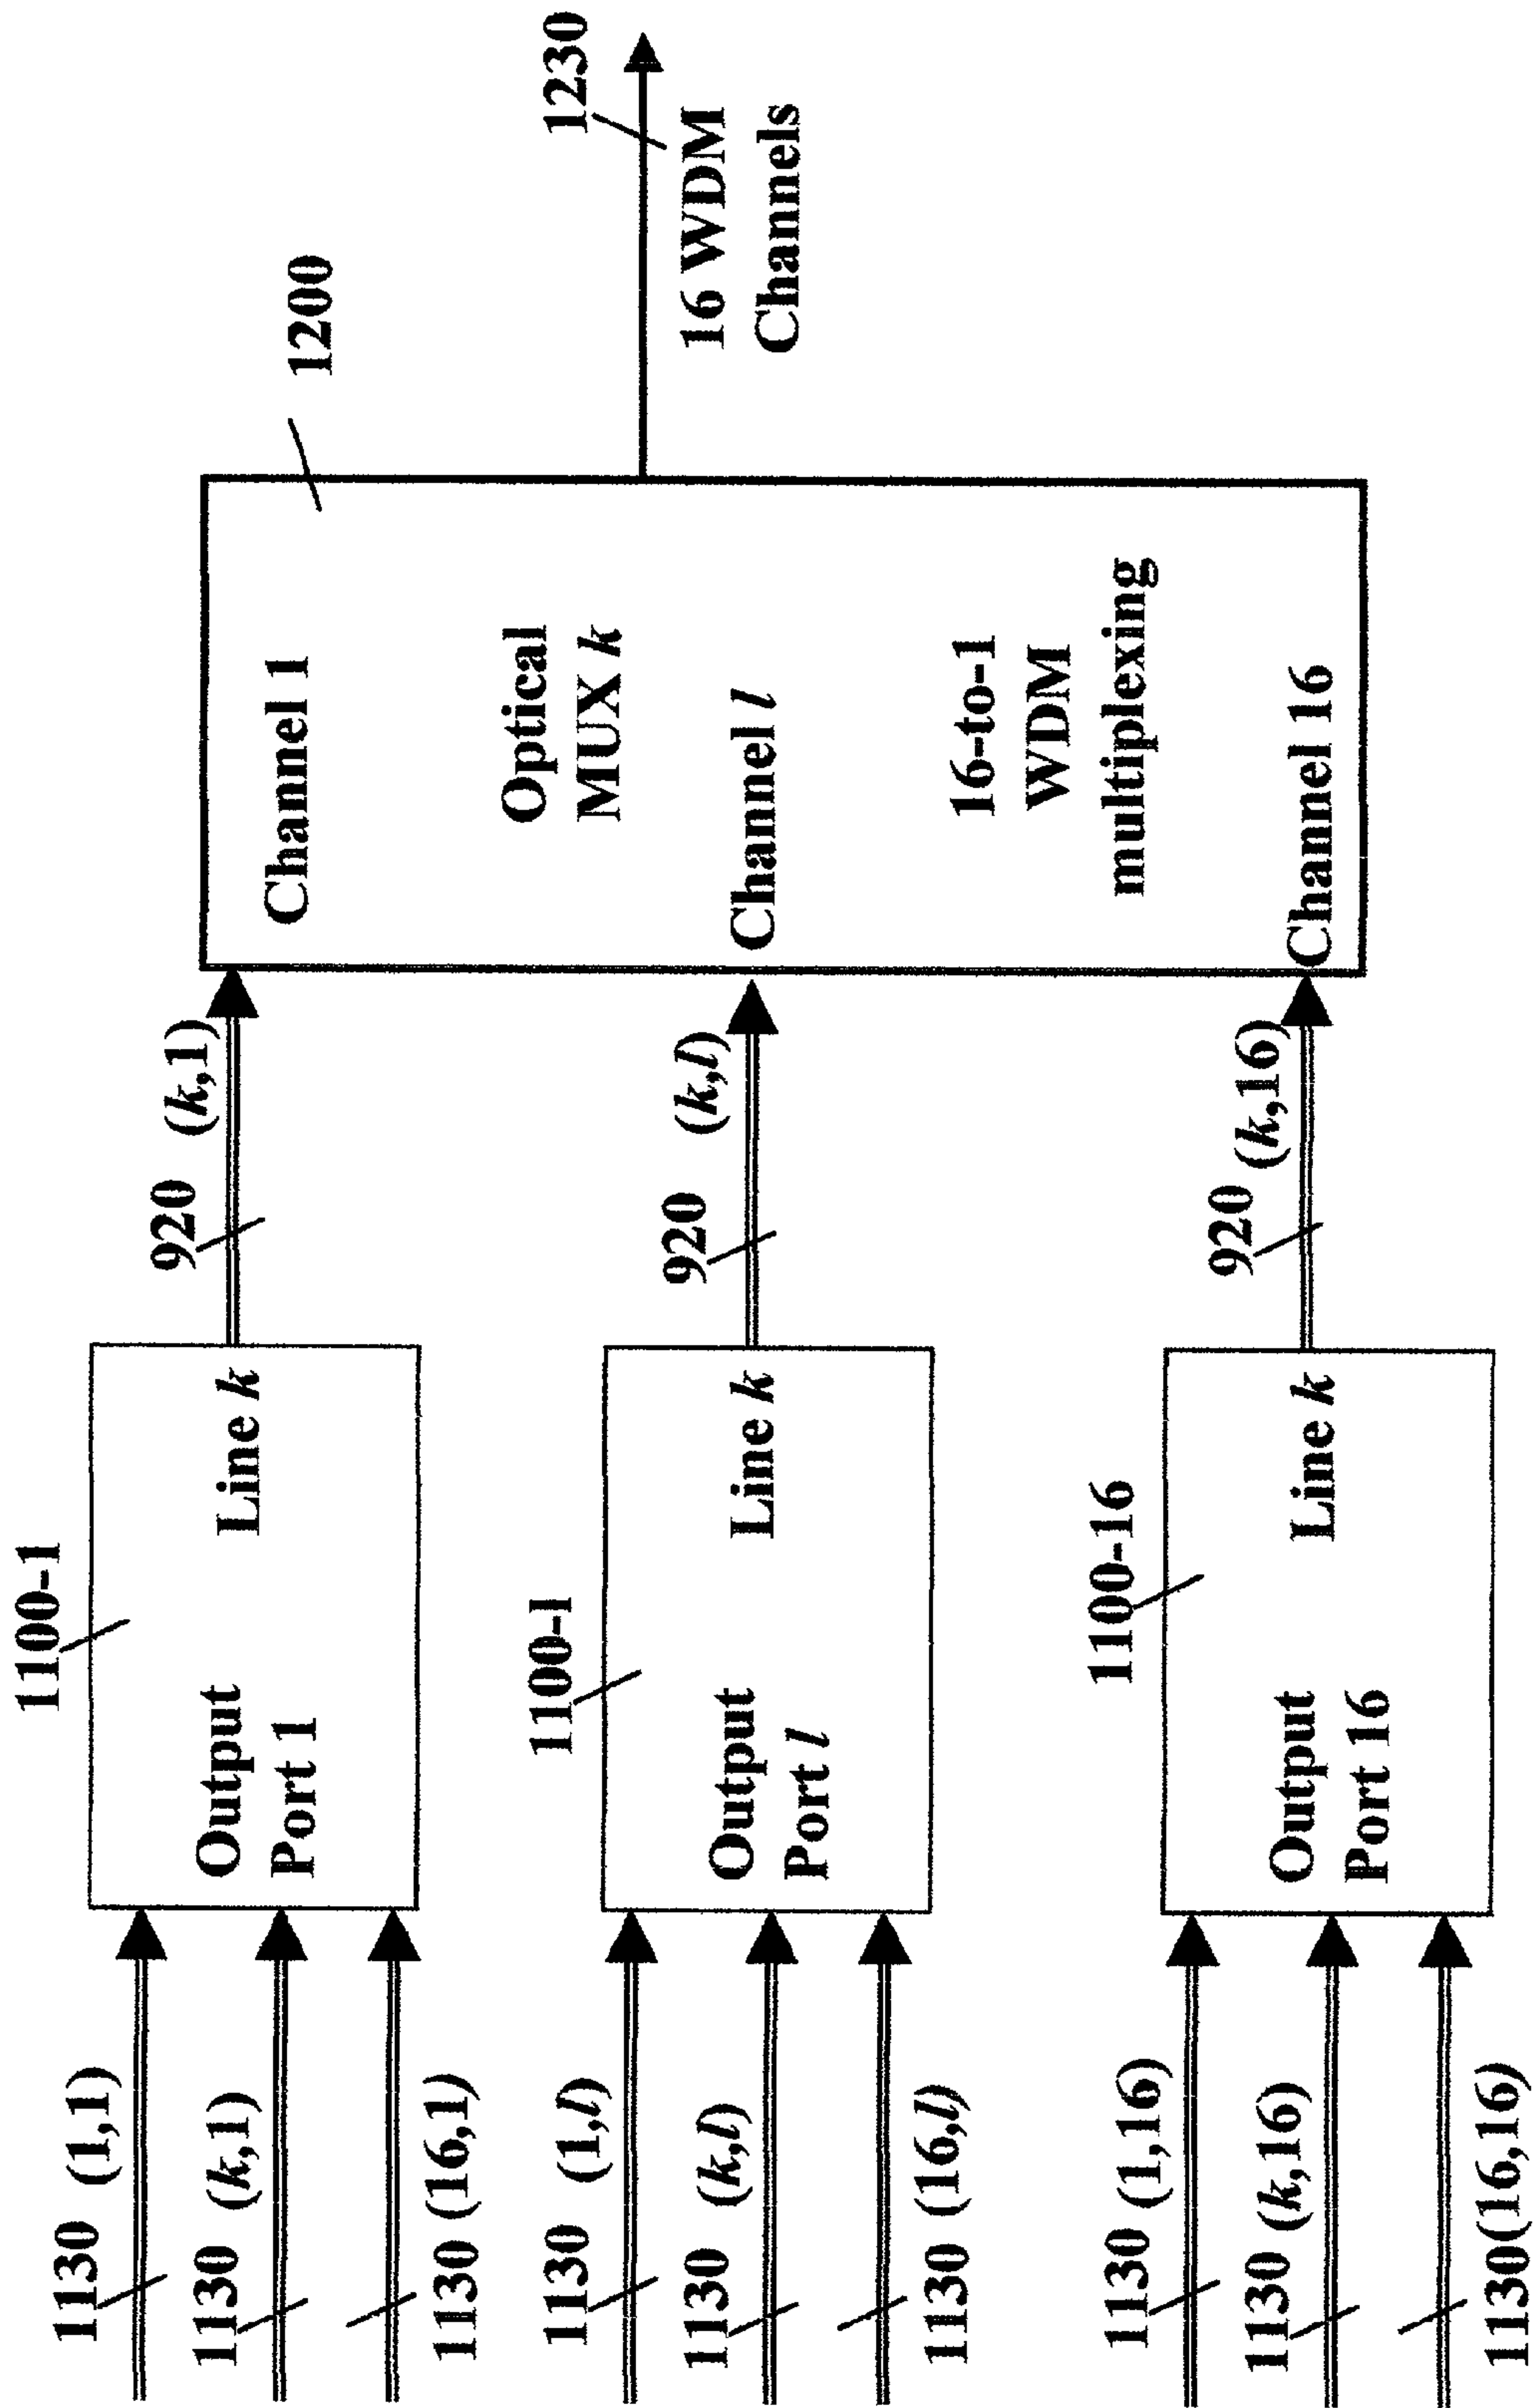 1130 (1,1)
1130 (k,1)
1130 (16,1)
1100-1
Output
Port 1
Line k
920 (k,1)
1130 (1,l)
1130 (k,l)
1130 (16,l)
1100-l
Output
Port l
Line k
920 (k,l)
1130 (1,16)
1130 (k,16)
1130(16,16)
1100-16
Output
Port 16
Line k
920 (k,16)
1200
Channel 1
Optical
MUX k
Channel l
16-to-1
WDM
multiplexing
Channel 16
1230
16 WDM
Channels